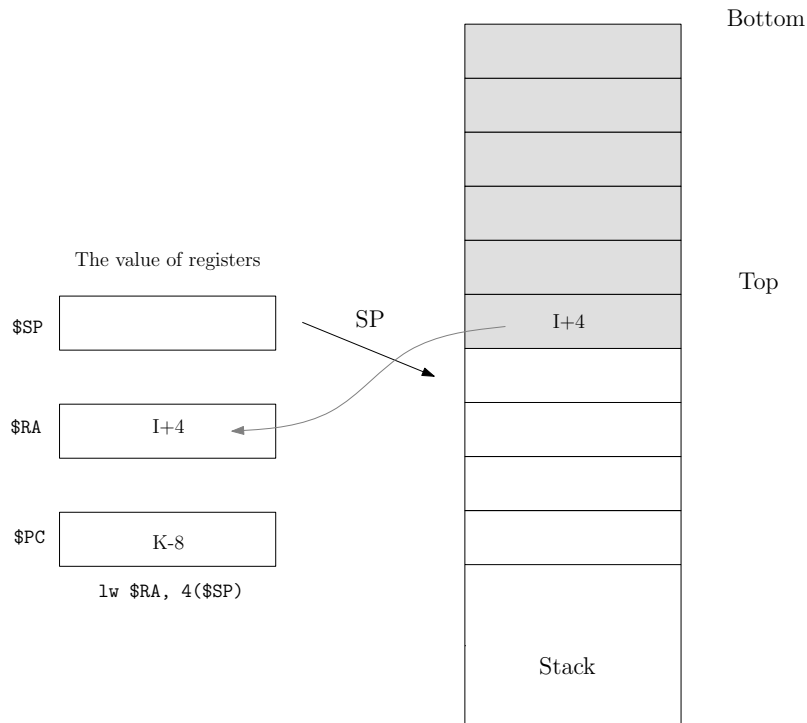 Bottom
The value of registers
Top
$SP
SP
I+4
$RA
I+4
$PC
K-8
lw $RA, 4($SP)
Stack